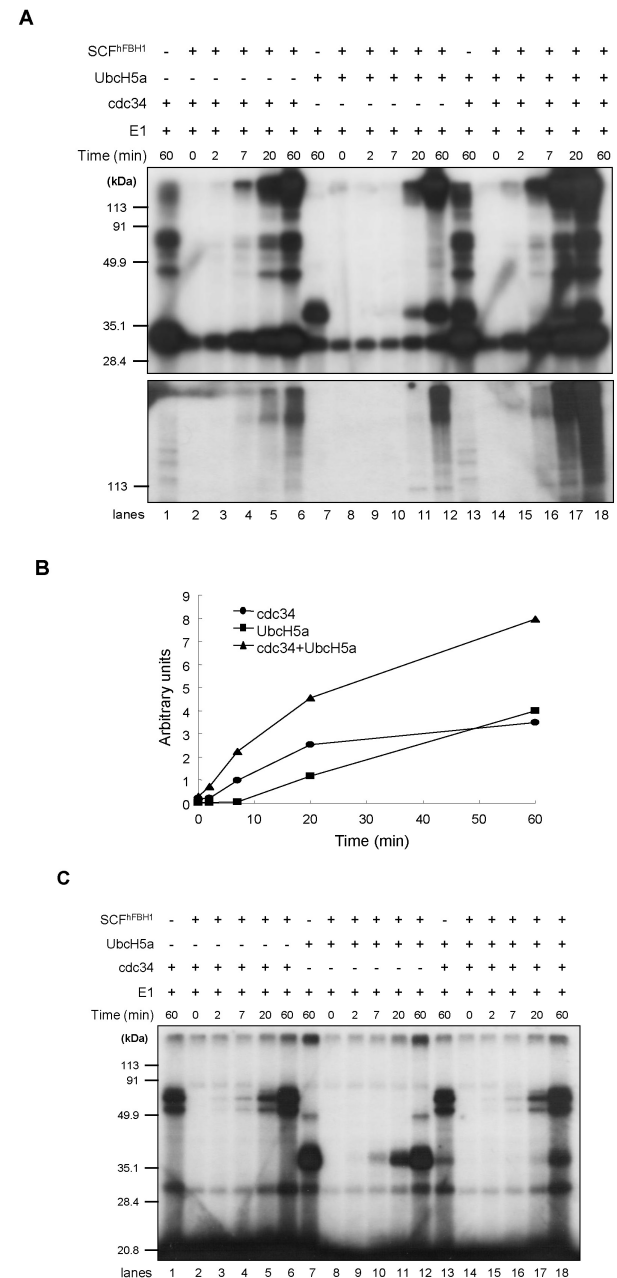 A
SCFhFBH1 - + + + + + - + + + + + - + + + + +
UbcH5a - - - - - - + + + + + + + + + + + +
cdc34 + + + + + + - - - - - - + + + + + +
E1 + + + + + + + + + + + + + + + + + +
Time (min) 60 0 2 7 20 60 60 0 2 7 20 60 60 0 2 7 20 60
(kDa)
113
91
49.9
35.1
28.4
113
lanes 1 2 3 4 5 6 7 8 9 10 11 12 13 14 15 16 17 18
B
9
8
7
6
5
4
3
2
1
0
Arbitrary units
cdc34
UbcH5a
cdc34+UbcH5a
0 10 20 30 40 50 60
Time (min)
C
SCFhFBH1 - + + + + + - + + + + + - + + + + +
UbcH5a - - - - - - + + + + + + + + + + + +
cdc34 + + + + + + - - - - - - + + + + + +
E1 + + + + + + + + + + + + + + + + + +
Time (min) 60 0 2 7 20 60 60 0 2 7 20 60 60 0 2 7 20 60
(kDa)
113
91
49.9
35.1
28.4
20.8
lanes 1 2 3 4 5 6 7 8 9 10 11 12 13 14 15 16 17 18